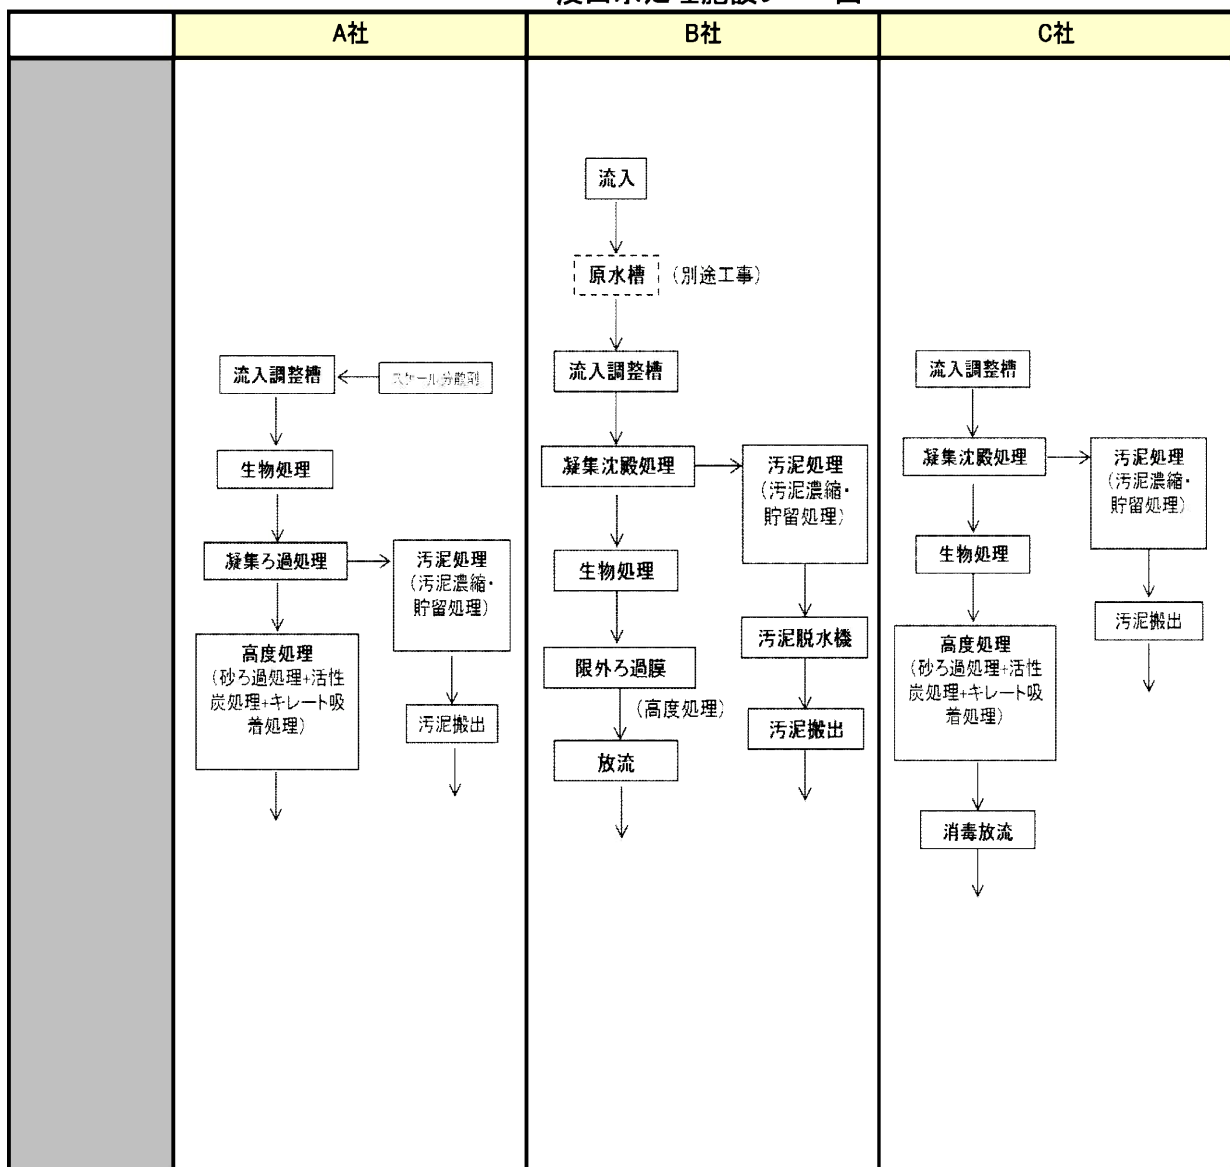 A社
B社
C社
流入調整槽
スケール分散剤
生物処理
凝集ろ過処理
汚泥処理
(汚泥濃縮・
貯留処理)
高度処理
(砂ろ過処理+活性
炭処理+キレート吸
着処理)
汚泥搬出
流入
原水槽
(別途工事)
流入調整槽
凝集沈殿処理
汚泥処理
(汚泥濃縮・
貯留処理)
生物処理
汚泥脱水機
限外ろ過膜
(高度処理)
汚泥搬出
放流
流入調整槽
凝集沈殿処理
汚泥処理
(汚泥濃縮・
貯留処理)
生物処理
汚泥搬出
高度処理
(砂ろ過処理+活性
炭処理+キレート吸
着処理)
消毒放流